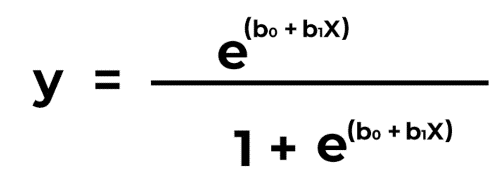 y = e^(b₀ + b₁X)
1 + e^(b₀ + b₁X)